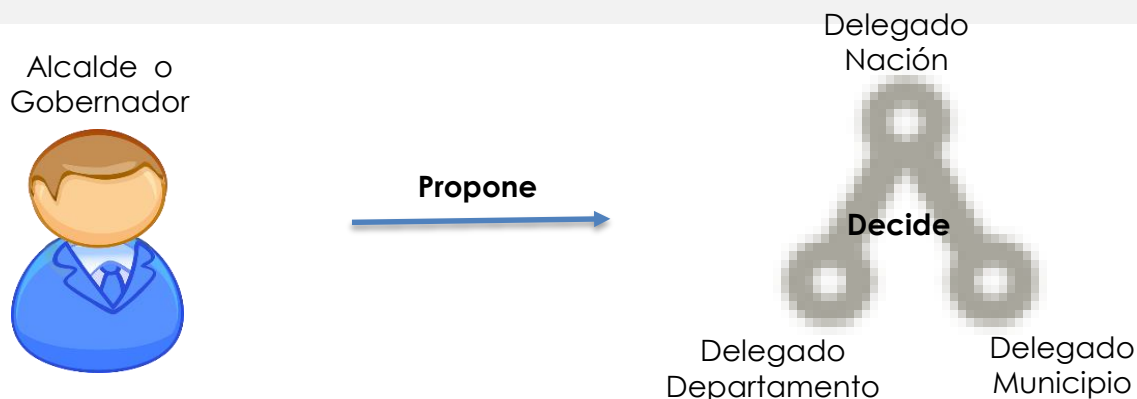 Alcalde o
Gobernador
Propone
Delegado
Nación
Decide
Delegado
Departamento
Delegado
Municipio